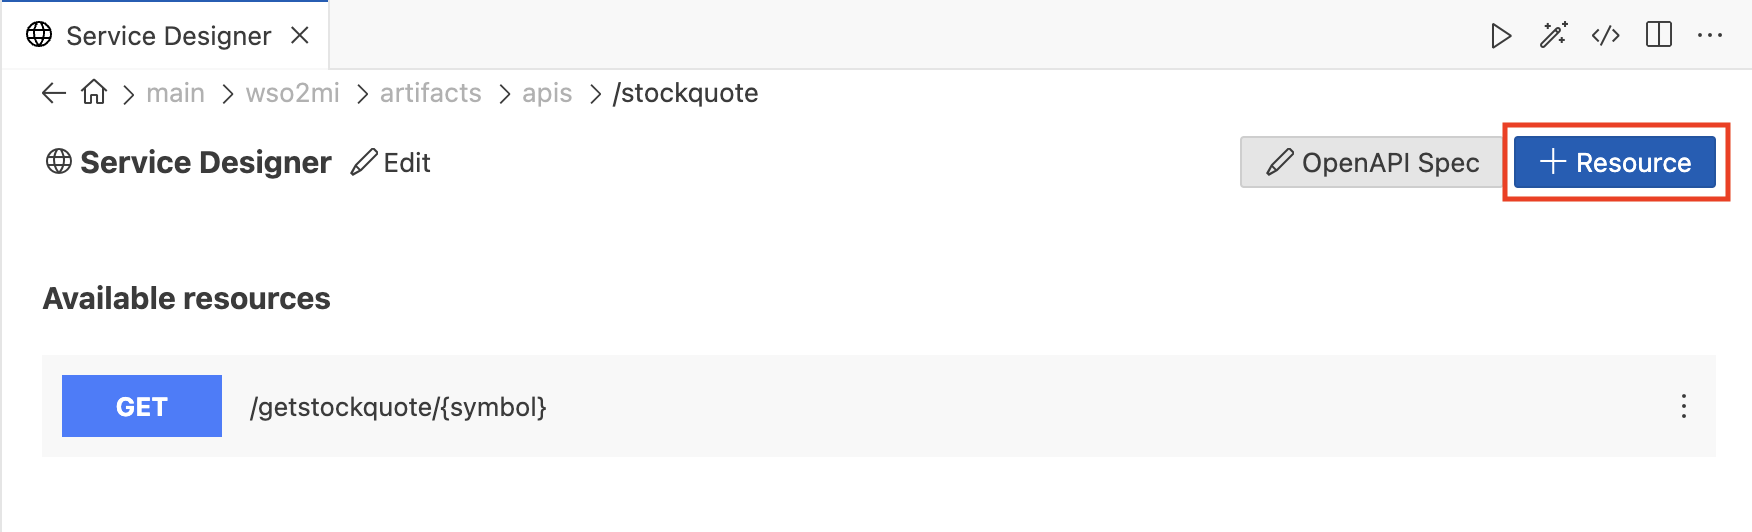 Service Designer
main wso2mi artifacts apis /stockquote
Service Designer Edit OpenAPI Spec Resource
Available resources
GET /getstockquote/{symbol}